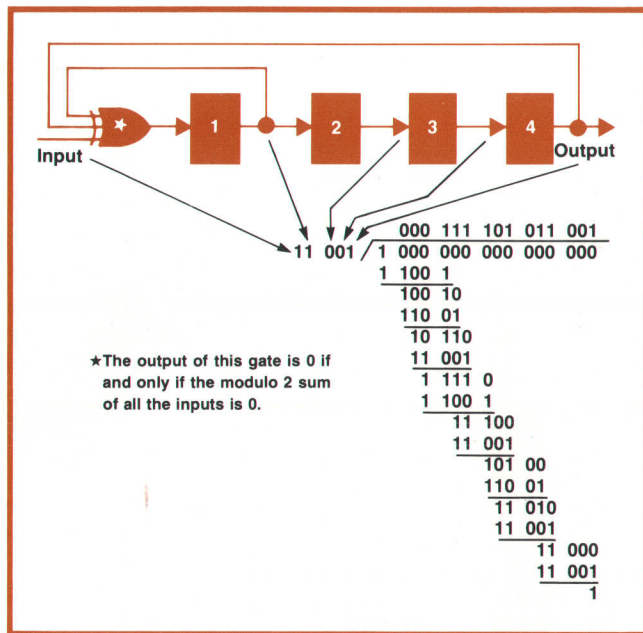 1 2 3 4
Input
Output
000 111 101 011 001
11 001 1 000 000 000 000 000
1 100 1
100 10
110 01
10 110
11 001
★The output of this gate is 0 if
and only if the modulo 2 sum
of all the inputs is 0.
1 111 0
1 100 1
11 100
11 001
101 00
110 01
11 010
11 001
11 000
11 001
1